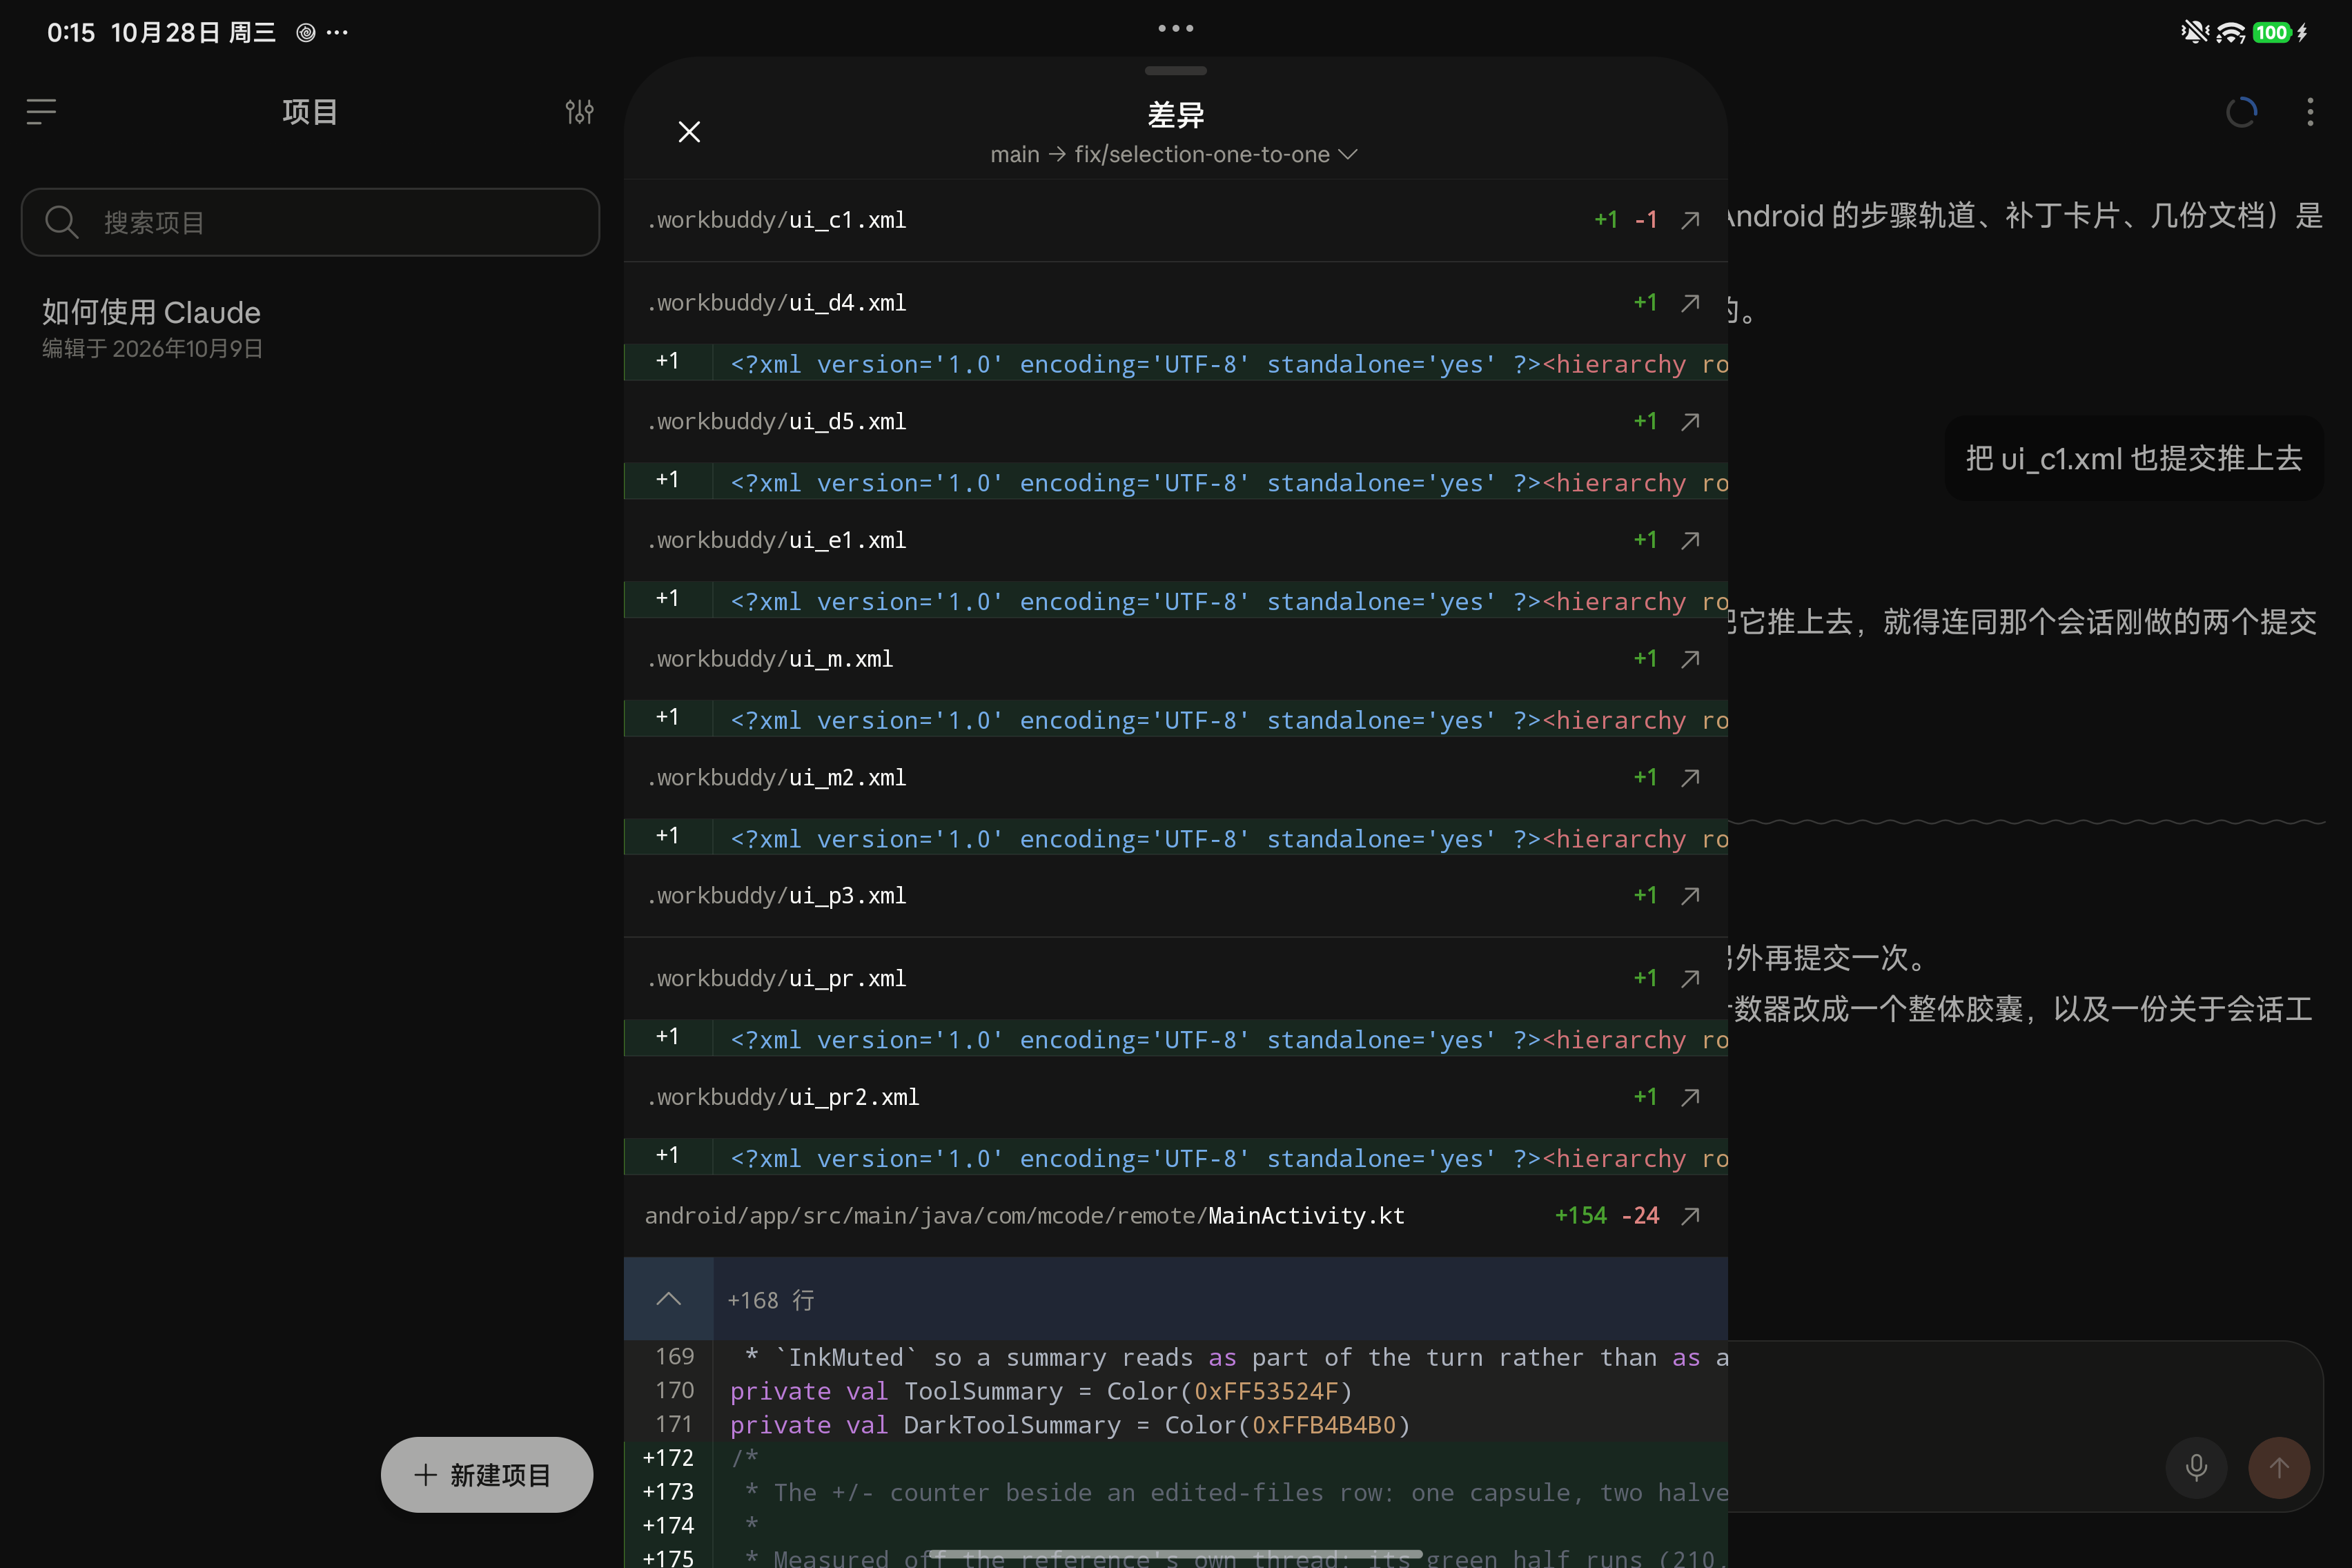 0:15 10月28日 周三
100
项目
搜索项目
如何使用 Claude
编辑于 2026年10月9日
新建项目
差异
main → fix/selection-one-to-one
.workbuddy/ui_c1.xml +1 -1
.workbuddy/ui_d4.xml +1
+1 <?xml version='1.0' encoding='UTF-8' standalone='yes' ?><hierarchy ro
.workbuddy/ui_d5.xml +1
+1 <?xml version='1.0' encoding='UTF-8' standalone='yes' ?><hierarchy ro
.workbuddy/ui_e1.xml +1
+1 <?xml version='1.0' encoding='UTF-8' standalone='yes' ?><hierarchy ro
.workbuddy/ui_m.xml +1
+1 <?xml version='1.0' encoding='UTF-8' standalone='yes' ?><hierarchy ro
.workbuddy/ui_m2.xml +1
+1 <?xml version='1.0' encoding='UTF-8' standalone='yes' ?><hierarchy ro
.workbuddy/ui_p3.xml +1
.workbuddy/ui_pr.xml +1
+1 <?xml version='1.0' encoding='UTF-8' standalone='yes' ?><hierarchy ro
.workbuddy/ui_pr2.xml +1
+1 <?xml version='1.0' encoding='UTF-8' standalone='yes' ?><hierarchy ro
android/app/src/main/java/com/mcode/remote/MainActivity.kt +154 -24
+168 行
169 * `InkMuted` so a summary reads as part of the turn rather than as a
170 private val ToolSummary = Color(0xFF53524F)
171 private val DarkToolSummary = Color(0xFFB4B4B0)
+172 /*
+173 * The +/- counter beside an edited-files row: one capsule, two halve
+174 *
+175 * Measured off the reference's own thread: its green half runs (210,
Android 的步骤轨道、补丁卡片、几份文档）是
的。
把 ui_c1.xml 也提交推上去
它推上去，就得连同那个会话刚做的两个提交
外再提交一次。
数器改成一个整体胶囊，以及一份关于会话工